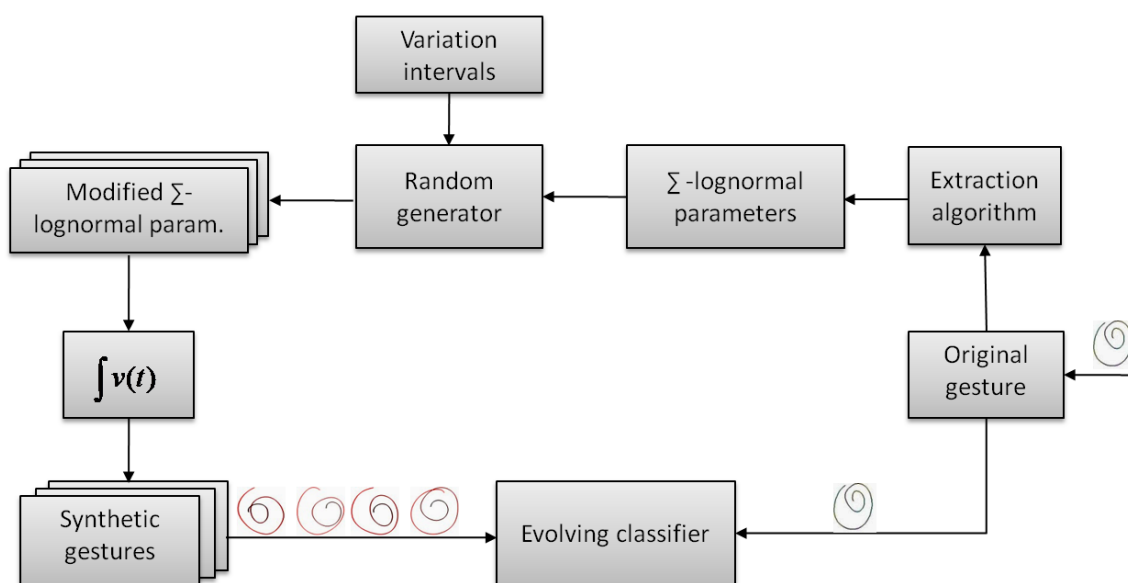 Variation
intervals
Modified ∑-
lognormal param.
Random
generator
∑ -lognormal
parameters
Extraction
algorithm
∫ v(t)
Original
gesture
Synthetic
gestures
Evolving classifier